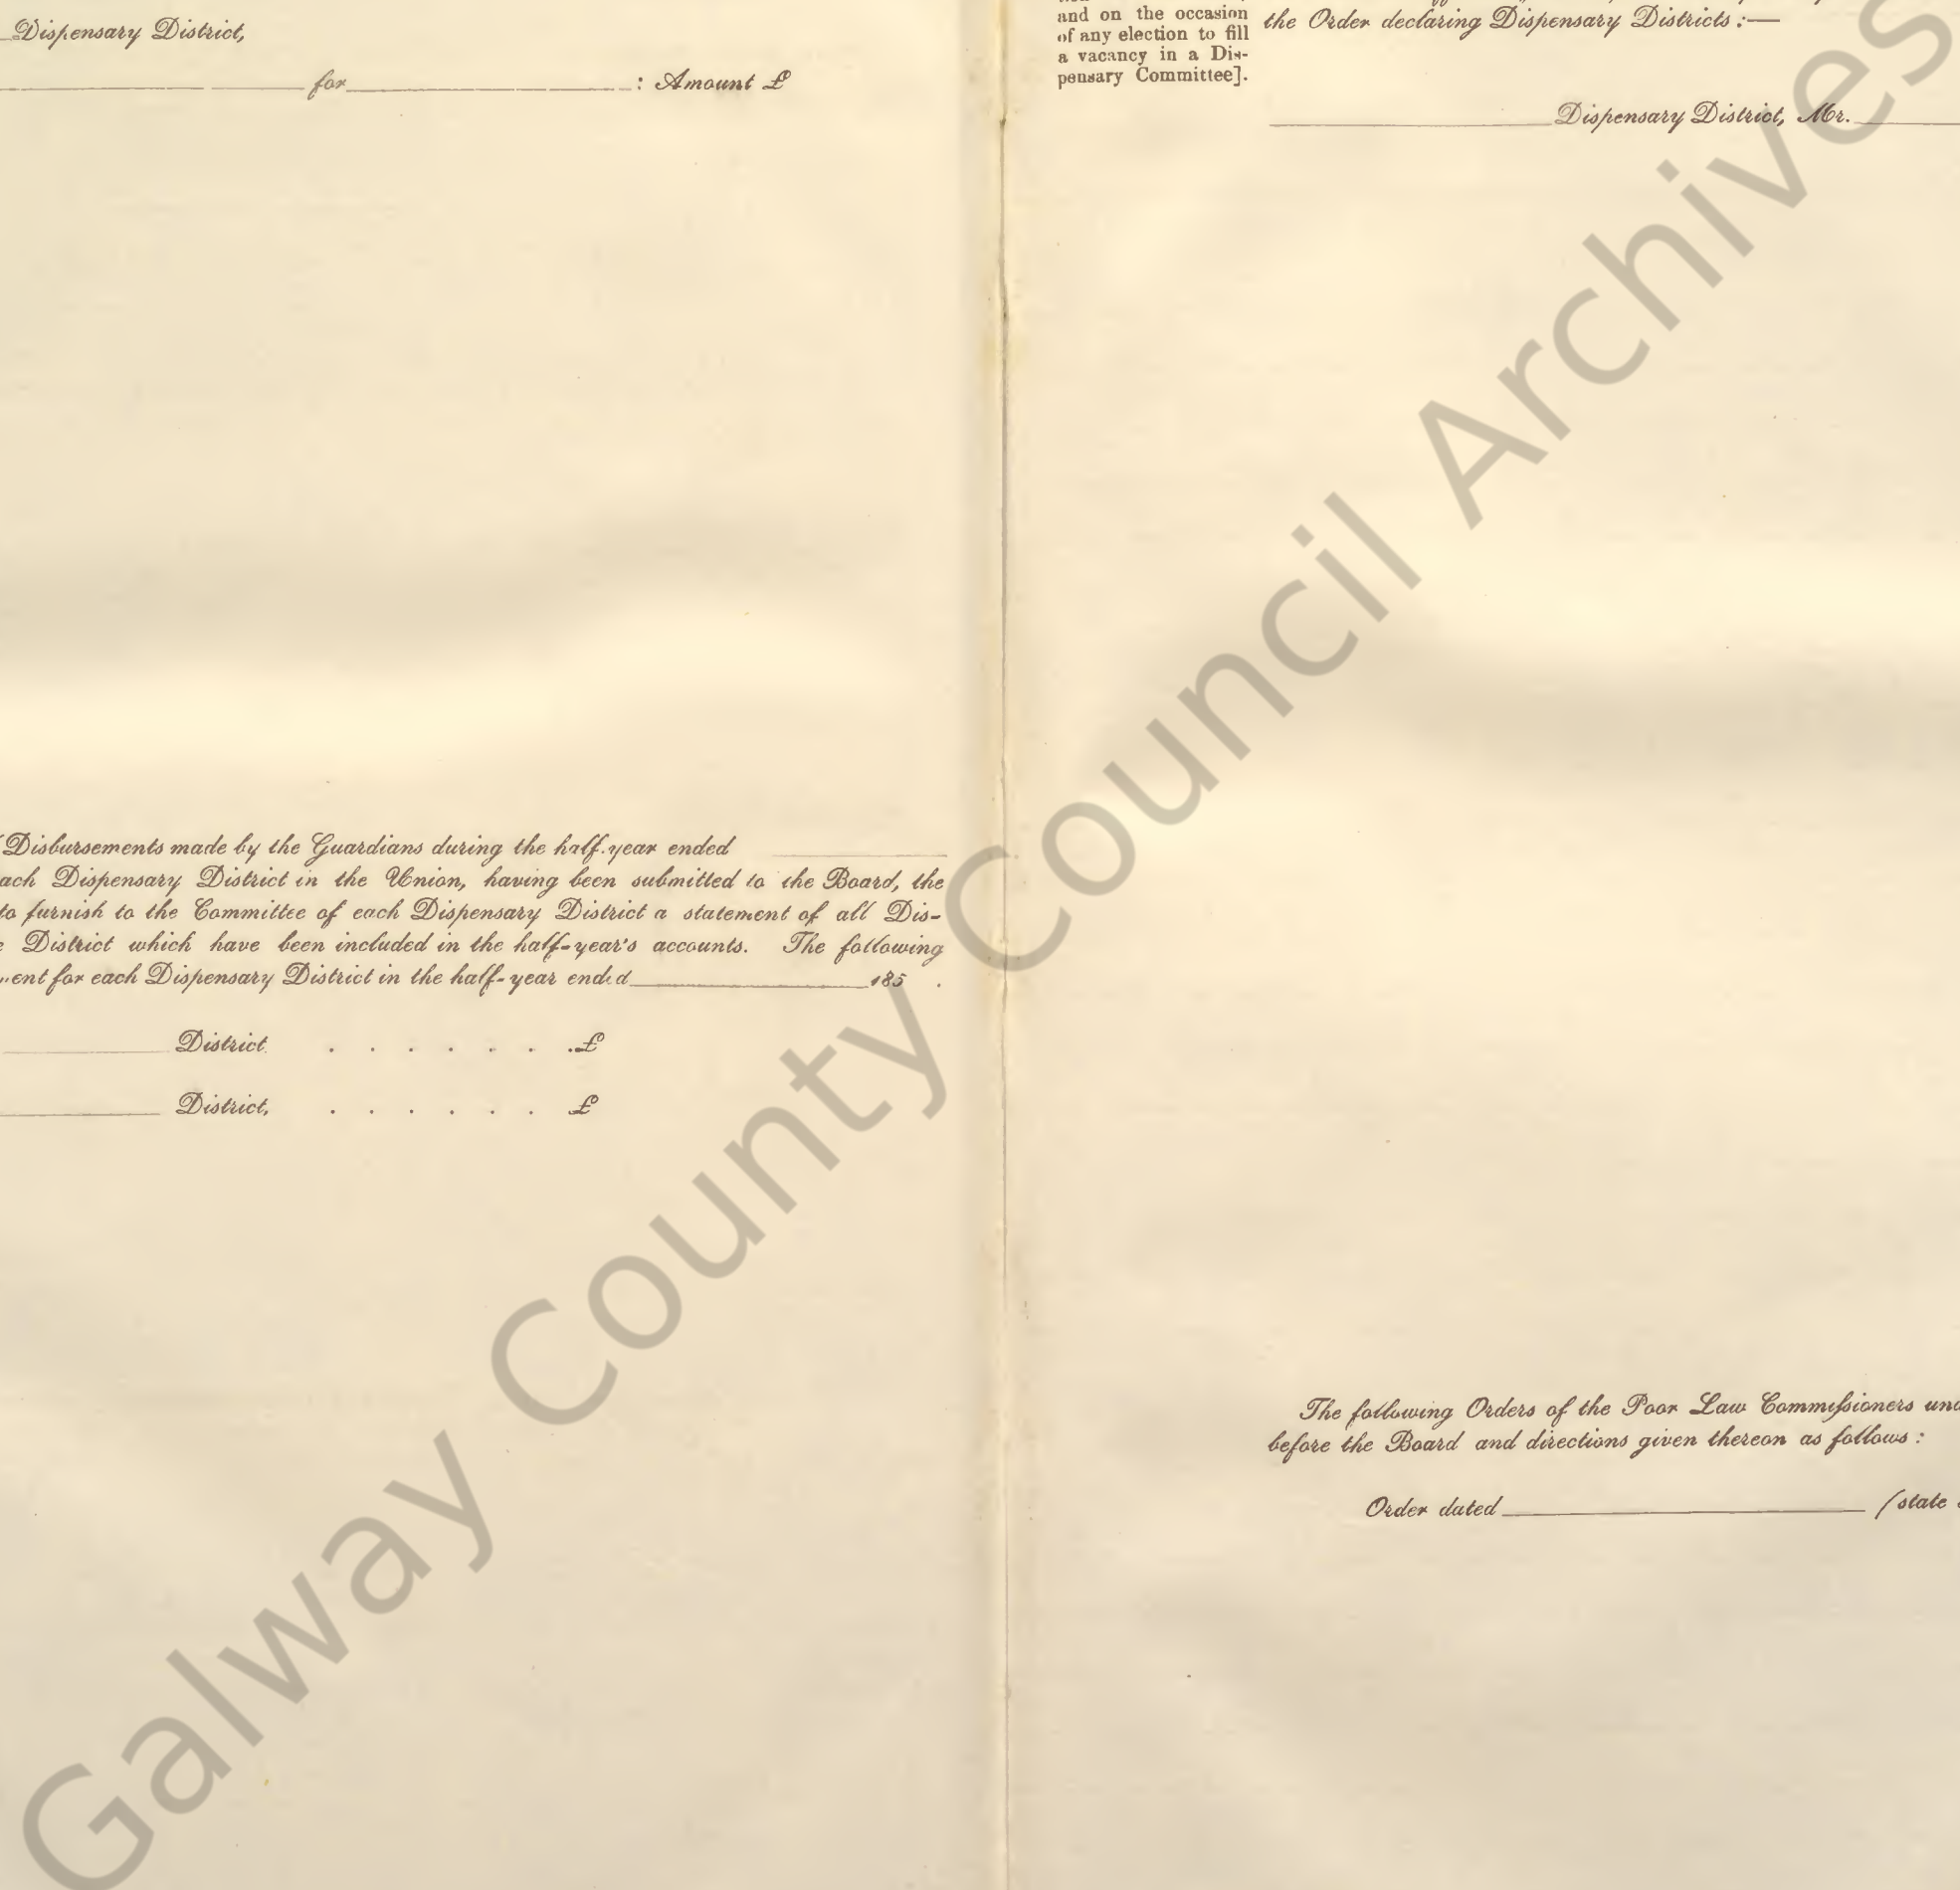 Dispensary District,
for : Amount £
Disbursements made by the Guardians during the half-year ended
each Dispensary District in the Union, having been submitted to the Board, the
to furnish to the Committee of each Dispensary District a statement of all Dis-
District which have been included in the half-year's accounts. The following
ent for each Dispensary District in the half-year ended 185 .
District . . . . . . . £
District, . . . . . . £
and on the occasion
of any election to fill
a vacancy in a Dis-
pensary Committee].
the Order declaring Dispensary Districts :—
Dispensary District, Mr.
The following Orders of the Poor Law Commissioners
before the Board and directions given thereon as follows :
Order dated (state
Galway County Council Archives